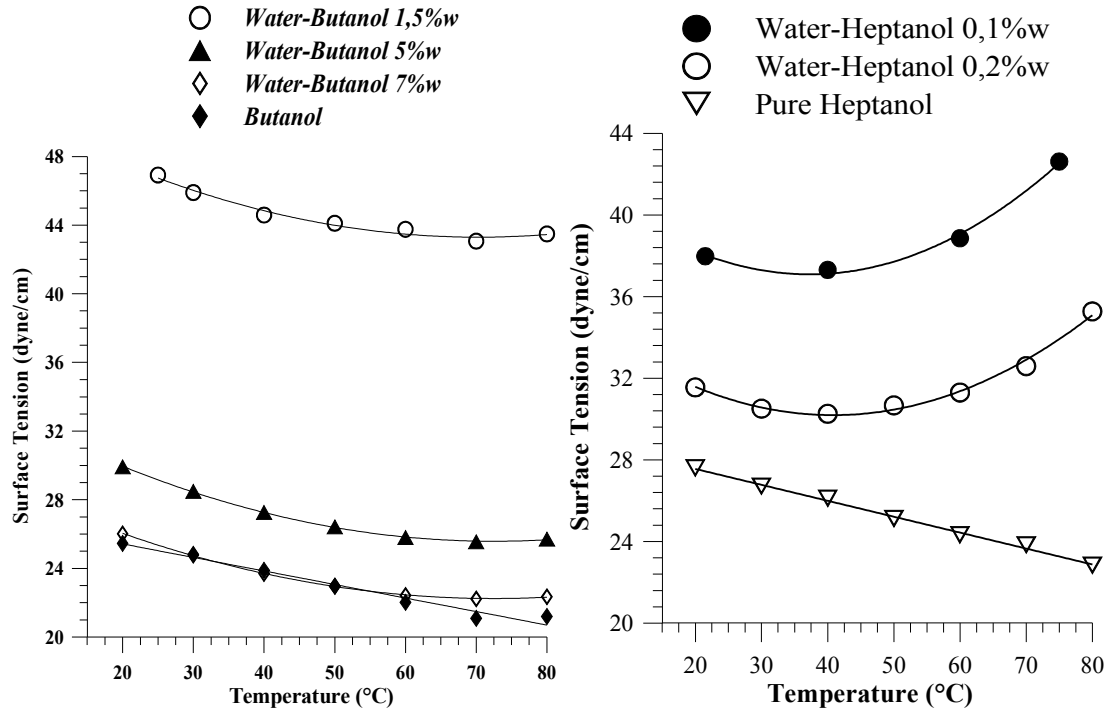 Water-Butanol 1,5%w
Water-Butanol 5%w
Water-Butanol 7%w
Butanol
48
44
40
36
32
28
24
20
Surface Tension (dyne/cm)
20 30 40 50 60 70 80
Temperature (°C)
Water-Heptanol 0,1%w
Water-Heptanol 0,2%w
Pure Heptanol
44
40
36
32
28
24
20
Surface Tension (dyne/cm)
20 30 40 50 60 70 80
Temperature (°C)